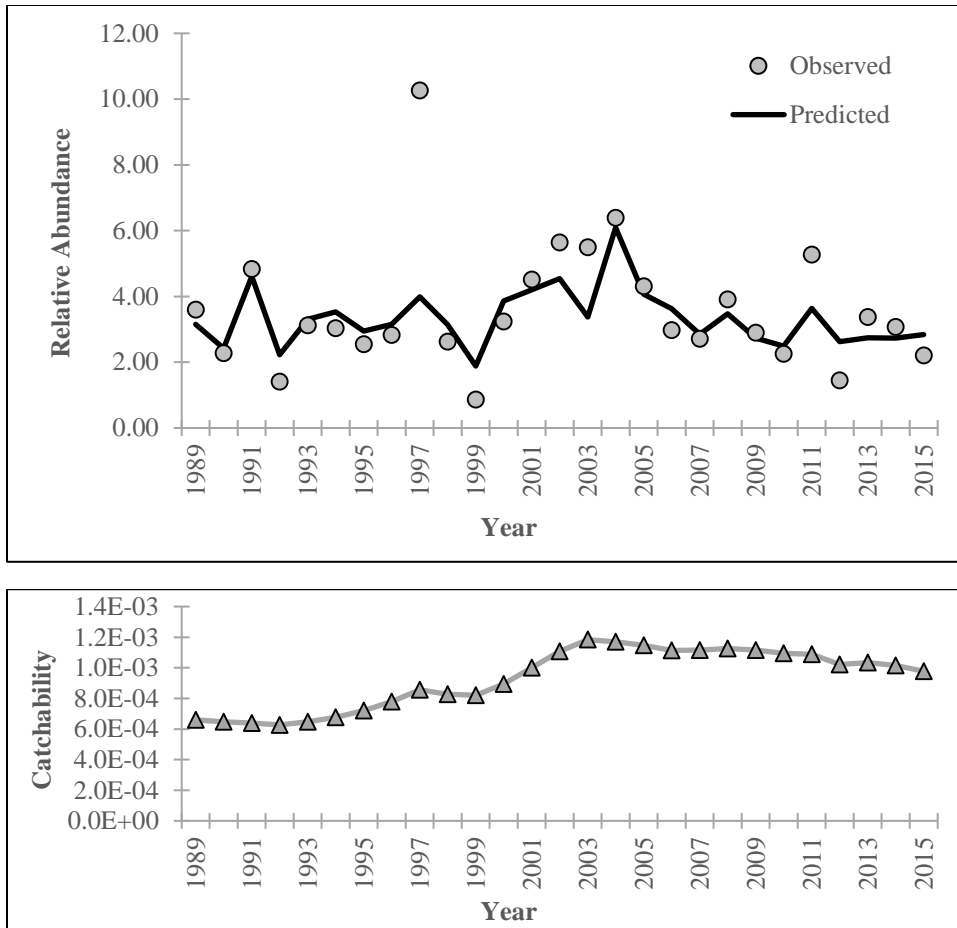 12.00
10.00
8.00
6.00
4.00
2.00
0.00
Relative Abundance
Observed
Predicted
1989
1991
1993
1995
1997
1999
2001
2003
2005
2007
2009
2011
2013
2015
Year
1.4E-03
1.2E-03
1.0E-03
8.0E-04
6.0E-04
4.0E-04
2.0E-04
0.0E+00
Catchability
1989
1991
1993
1995
1997
1999
2001
2003
2005
2007
2009
2011
2013
2015
Year